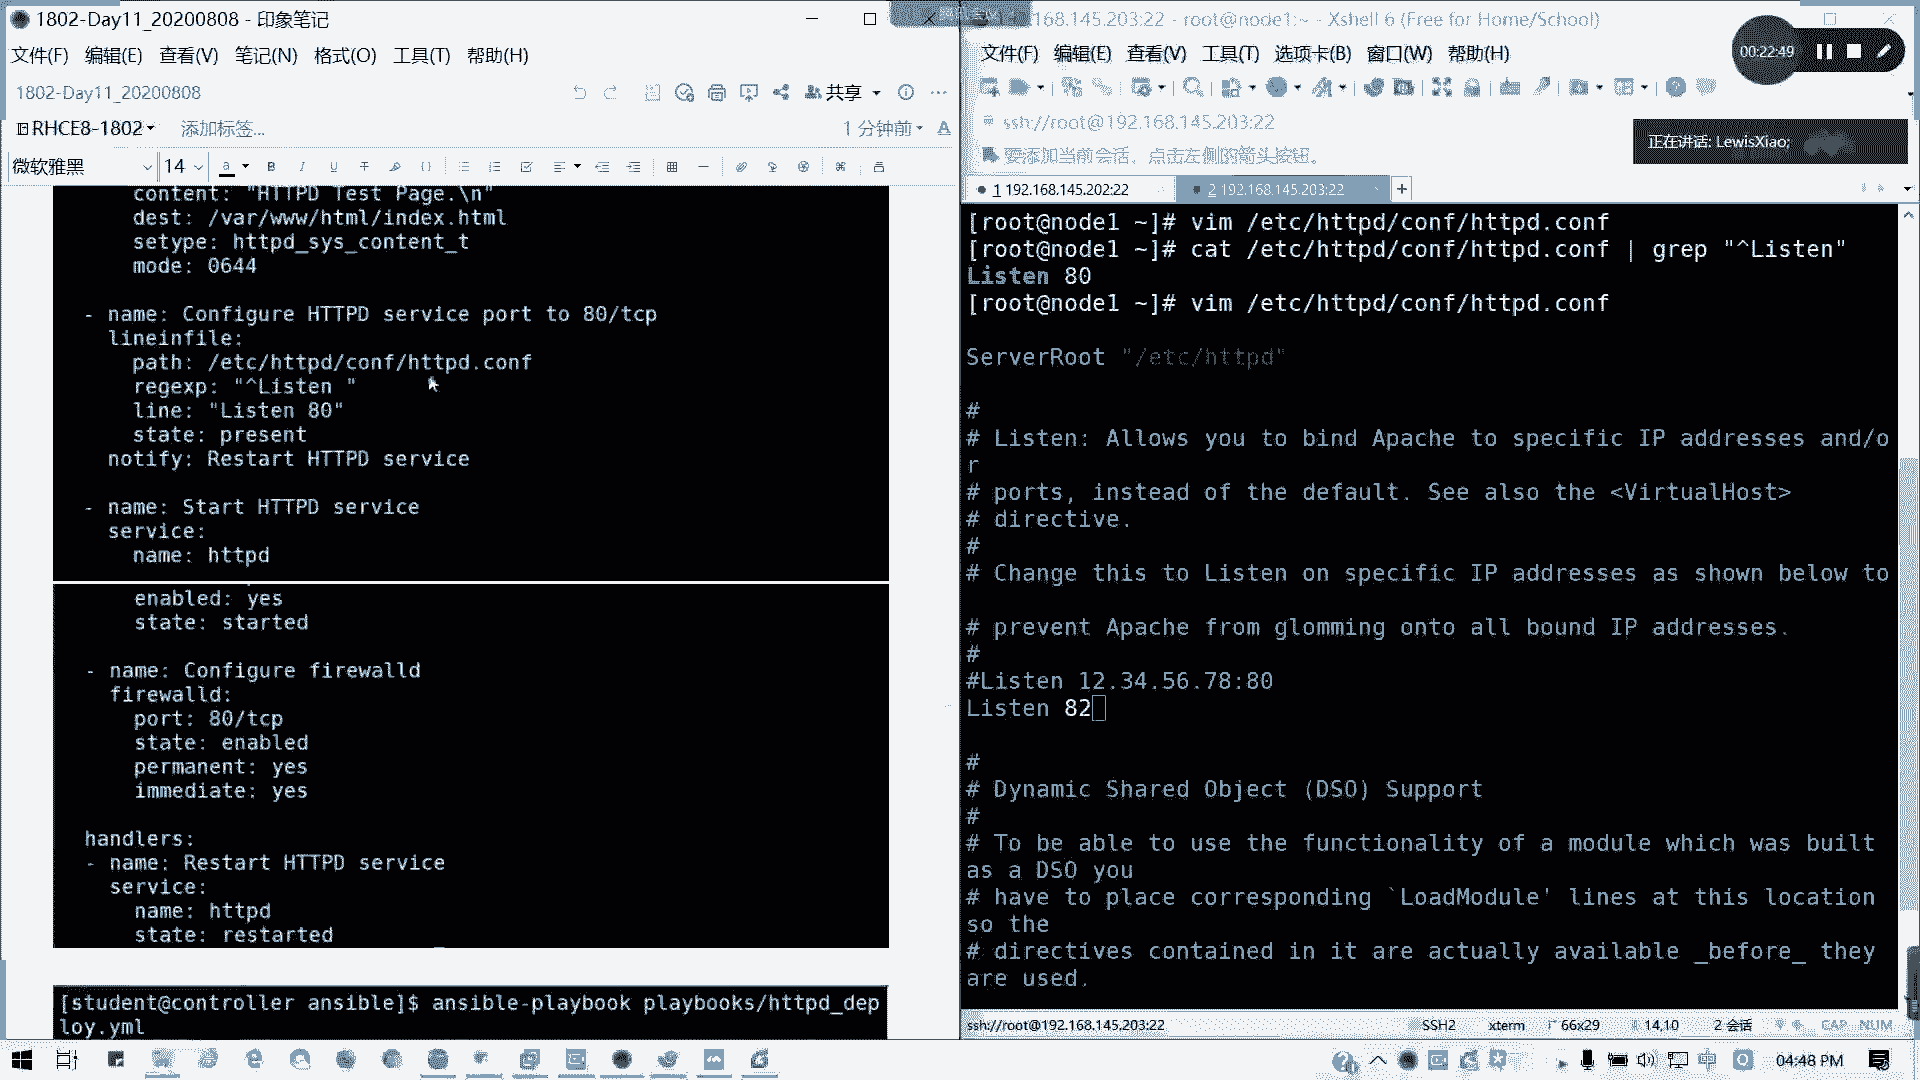 1802-Day11_20200808 - 印象笔记
文件(F) 编辑(E) 查看(V) 笔记(N) 格式(O) 工具(T) 帮助(H)
1802-Day11_20200808
共享
RHCE8-1802
添加标签...
1 分钟前
微软雅黑
14
content: "HTTPD Test Page.\n"
dest: /var/www/html/index.html
setype: httpd_sys_content_t
mode: 0644
- name: Configure HTTPD service port to 80/tcp
lineinfile:
path: /etc/httpd/conf/httpd.conf
regexp: "^Listen "
line: "Listen 80"
state: present
notify: Restart HTTPD service
- name: Start HTTPD service
service:
name: httpd
enabled: yes
state: started
- name: Configure firewalld
firewalld:
port: 80/tcp
state: enabled
permanent: yes
immediate: yes
handlers:
- name: Restart HTTPD service
service:
name: httpd
state: restarted
[student@controller ansible]$ ansible-playbook playbooks/httpd_dep
loy.yml
168.145.203:22 - root@node1:~ - Xshell 6 (Free for Home/School)
文件(F) 编辑(E) 查看(V) 工具(T) 选项卡(B) 窗口(W) 帮助(H)
00:22:49
ssh://root@192.168.145.203:22
正在讲话: LewisXiao;
要添加当前会话，点击左侧的箭头按钮。
1 192.168.145.202:22
2 192.168.145.203:22
[root@node1 ~]# vim /etc/httpd/conf/httpd.conf
[root@node1 ~]# cat /etc/httpd/conf/httpd.conf | grep "^Listen"
Listen 80
[root@node1 ~]# vim /etc/httpd/conf/httpd.conf
ServerRoot "/etc/httpd"
#
# Listen: Allows you to bind Apache to specific IP addresses and/o
r
# ports, instead of the default. See also the <VirtualHost>
# directive.
#
# Change this to Listen on specific IP addresses as shown below to
# prevent Apache from glomming onto all bound IP addresses.
#
#Listen 12.34.56.78:80
Listen 82
#
# Dynamic Shared Object (DSO) Support
#
# To be able to use the functionality of a module which was built
as a DSO you
# have to place corresponding `LoadModule' lines at this location
so the
# directives contained in it are actually available _before_ they
are used.
ssh://root@192.168.145.203:22
SSH2
xterm
66x29
14,10
2 会话
CAP NUM
中
04:48 PM